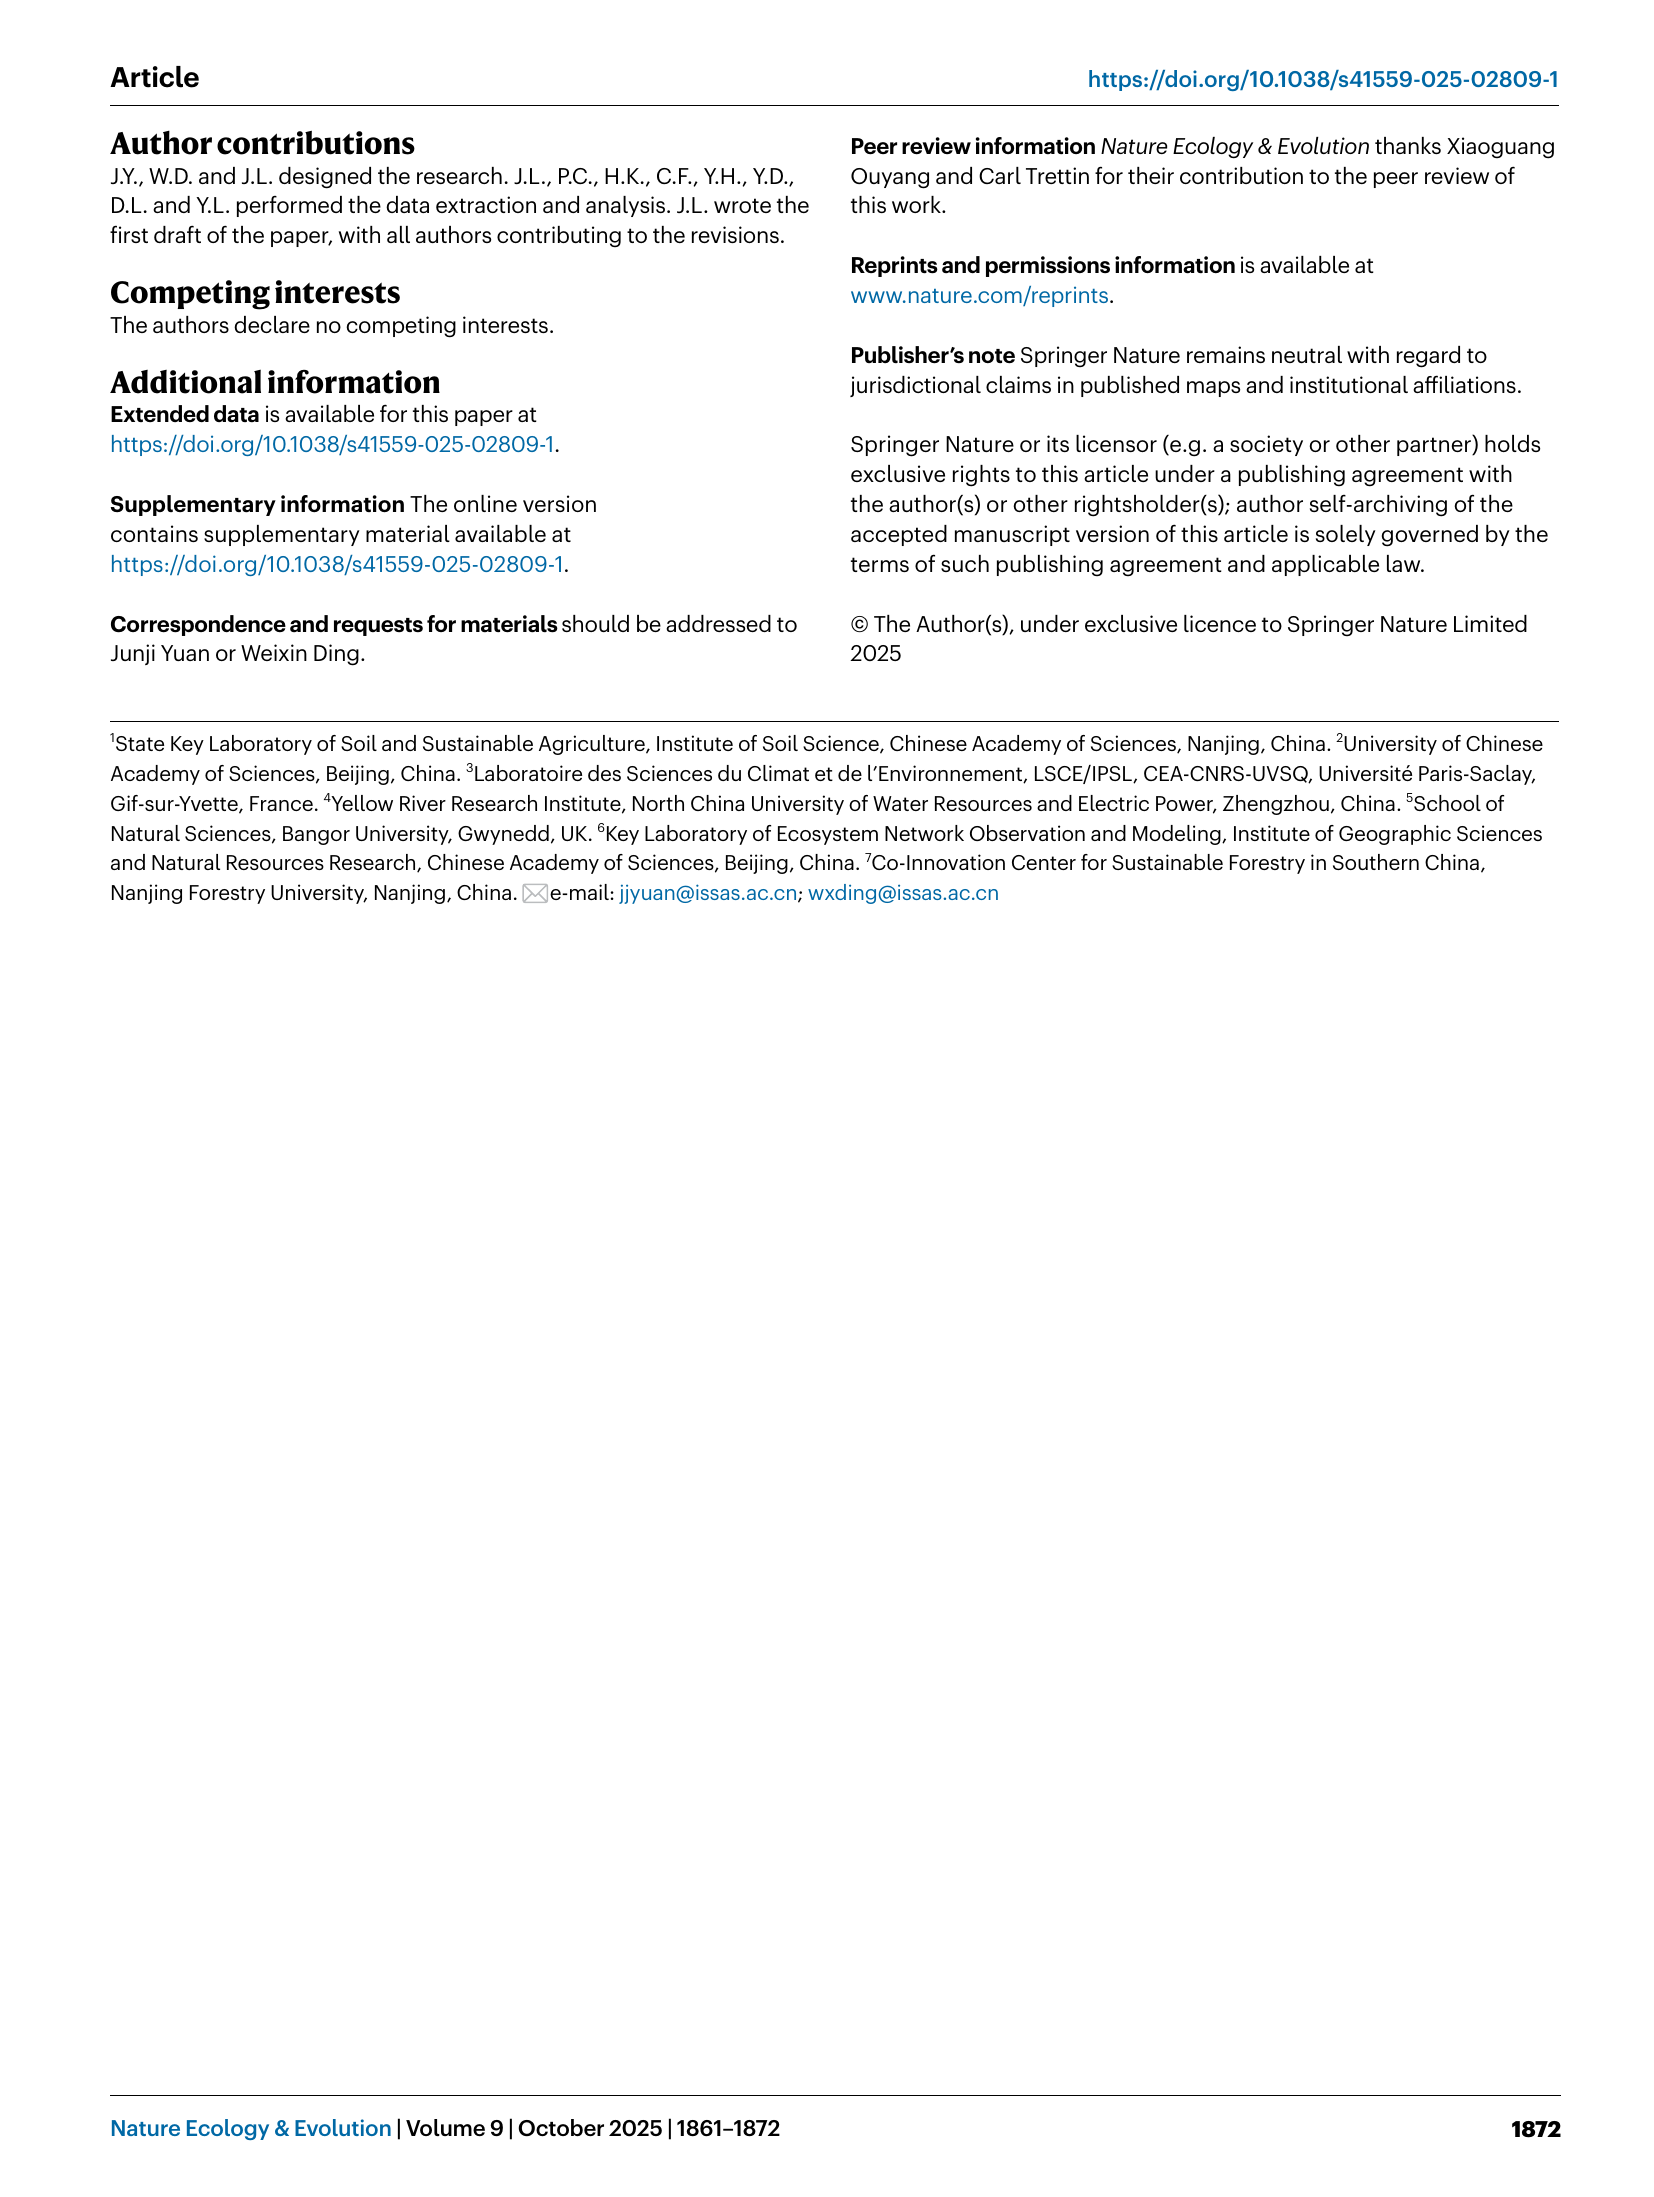 Article
https://doi.org/10.1038/s41559-025-02809-1
Author contributions
J.Y., W.D. and J.L. designed the research. J.L., P.C., H.K., C.F., Y.H., Y.D.,
D.L. and Y.L. performed the data extraction and analysis. J.L. wrote the
first draft of the paper, with all authors contributing to the revisions.
Competing interests
The authors declare no competing interests.
Additional information
Extended data is available for this paper at
https://doi.org/10.1038/s41559-025-02809-1.
Supplementary information The online version
contains supplementary material available at
https://doi.org/10.1038/s41559-025-02809-1.
Correspondence and requests for materials should be addressed to
Junji Yuan or Weixin Ding.
Peer review information Nature Ecology & Evolution thanks Xiaoguang
Ouyang and Carl Trettin for their contribution to the peer review of
this work.
Reprints and permissions information is available at
www.nature.com/reprints.
Publisher’s note Springer Nature remains neutral with regard to
jurisdictional claims in published maps and institutional affiliations.
Springer Nature or its licensor (e.g. a society or other partner) holds
exclusive rights to this article under a publishing agreement with
the author(s) or other rightsholder(s); author self-archiving of the
accepted manuscript version of this article is solely governed by the
terms of such publishing agreement and applicable law.
© The Author(s), under exclusive licence to Springer Nature Limited
2025
1State Key Laboratory of Soil and Sustainable Agriculture, Institute of Soil Science, Chinese Academy of Sciences, Nanjing, China. 2University of Chinese
Academy of Sciences, Beijing, China. 3Laboratoire des Sciences du Climat et de l’Environnement, LSCE/IPSL, CEA-CNRS-UVSQ, Université Paris-Saclay,
Gif-sur-Yvette, France. 4Yellow River Research Institute, North China University of Water Resources and Electric Power, Zhengzhou, China. 5School of
Natural Sciences, Bangor University, Gwynedd, UK. 6Key Laboratory of Ecosystem Network Observation and Modeling, Institute of Geographic Sciences
and Natural Resources Research, Chinese Academy of Sciences, Beijing, China. 7Co-Innovation Center for Sustainable Forestry in Southern China,
Nanjing Forestry University, Nanjing, China. e-mail: jjyuan@issas.ac.cn; wxding@issas.ac.cn
Nature Ecology & Evolution | Volume 9 | October 2025 | 1861–1872
1872